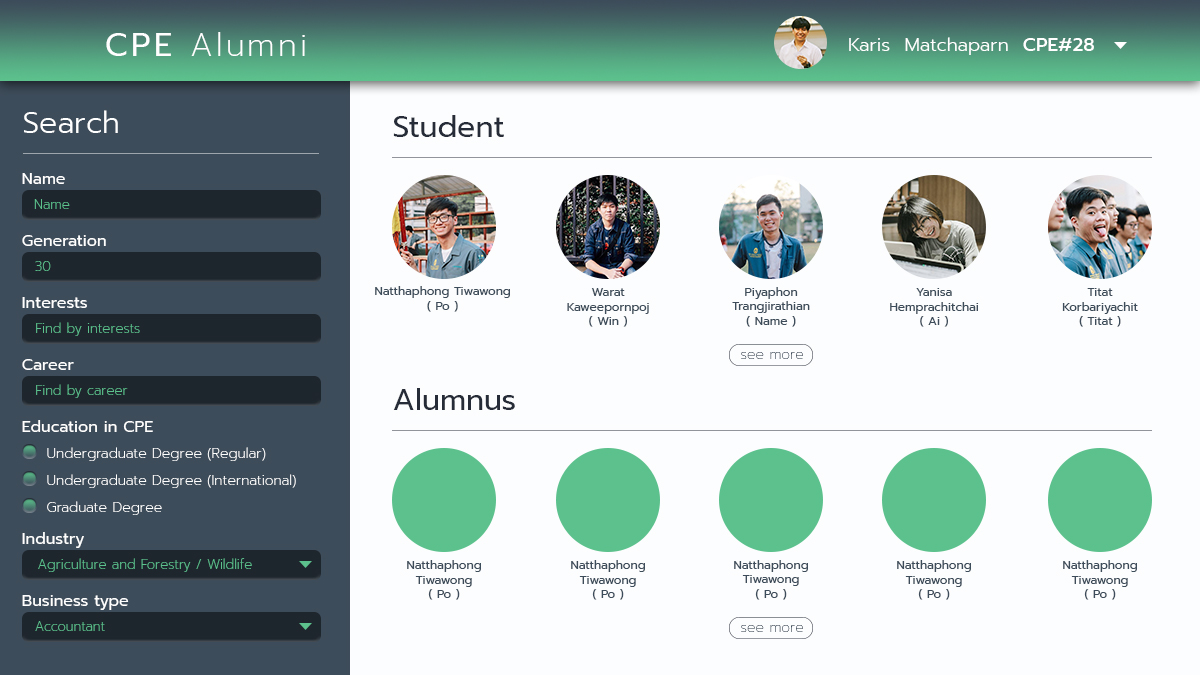 CPE Alumni
Karis Matchaparn CPE#28
Search
Name
Name
Generation
30
Interests
Find by interests
Career
Find by career
Education in CPE
Undergraduate Degree (Regular)
Undergraduate Degree (International)
Graduate Degree
Industry
Agriculture and Forestry / Wildlife
Business type
Accountant
Student
Natthaphong Tiwawong
( Po )
Warat
Kaweepornpoj
( Win )
Piyaphon
Trangjirathian
( Name )
Yanisa
Hemprachitchai
( Ai )
Titat
Korbariyachit
( Titat )
see more
Alumnus
Natthaphong
Tiwawong
( Po )
Natthaphong
Tiwawong
( Po )
Natthaphong
Tiwawong
( Po )
Natthaphong
Tiwawong
( Po )
Natthaphong
Tiwawong
( Po )
see more